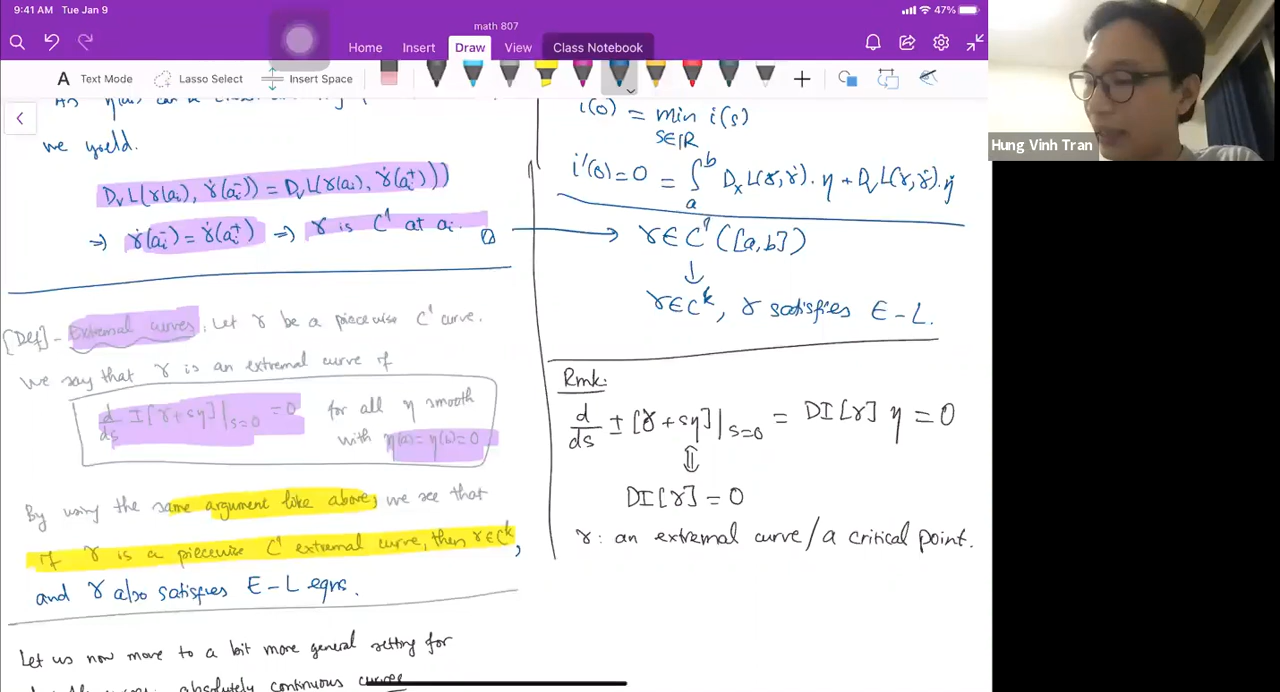 9:41 AM Tue Jan 9
47%
math 807
Home Insert Draw View Class Notebook
A Text Mode Lasso Select Insert Space
Hung Vinh Tran
we yield.
DᵥL(γ(aᵢ), γ̇(aᵢ⁻)) = DᵥL(γ(aᵢ), γ̇(aᵢ⁺)))
⇒ γ̇(aᵢ⁻) = γ̇(aᵢ⁺) ⇒ γ is C¹ at aᵢ.
[Def] - Extremal curves: Let γ be a piecewise C¹ curve.
We say that γ is an extremal curve if
d/ds I[γ+sη]|s=0 = 0 for all η smooth
with η(a)=η(b)=0
By using the same argument like above, we see that
if γ is a piecewise C¹ extremal curve, then γ∈Cᵏ,
and γ also satisfies E-L eqns.
Let us now move to a bit more general setting for
absolutely continuous curves
i(0) = min i(s)
s∈ℝ
i'(0)=0 = ∫ₐᵇ DₓL(γ,γ̇)·η + DᵥL(γ,γ̇)·η̇
→ γ∈C¹([a,b])
↓
γ∈Cᵏ, γ satisfies E-L.
Rmk:
d/ds I[γ+sη]|s=0 = DI[γ] η = 0
⇕
DI[γ] = 0
γ: an extremal curve/a critical point.